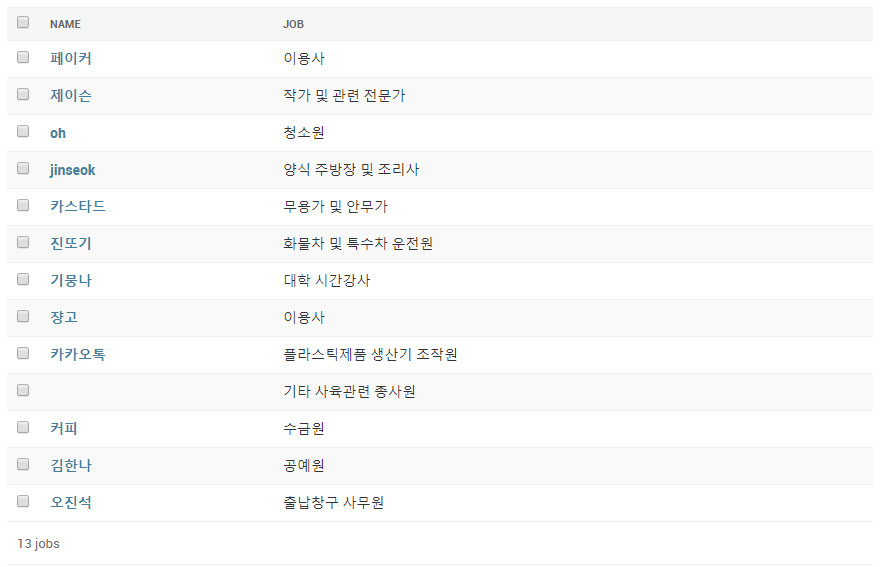 NAME JOB
페이커 이용사
제이슨 작가 및 관련 전문가
oh 청소원
jinseok 양식 주방장 및 조리사
카스타드 무용가 및 안무가
진또기 화물차 및 특수차 운전원
기뭉나 대학 시간강사
쟝고 이용사
카카오톡 플라스틱제품 생산기 조작원
기타 사육관련 종사원
커피 수금원
김한나 공예원
오진석 출납창구 사무원
13 jobs